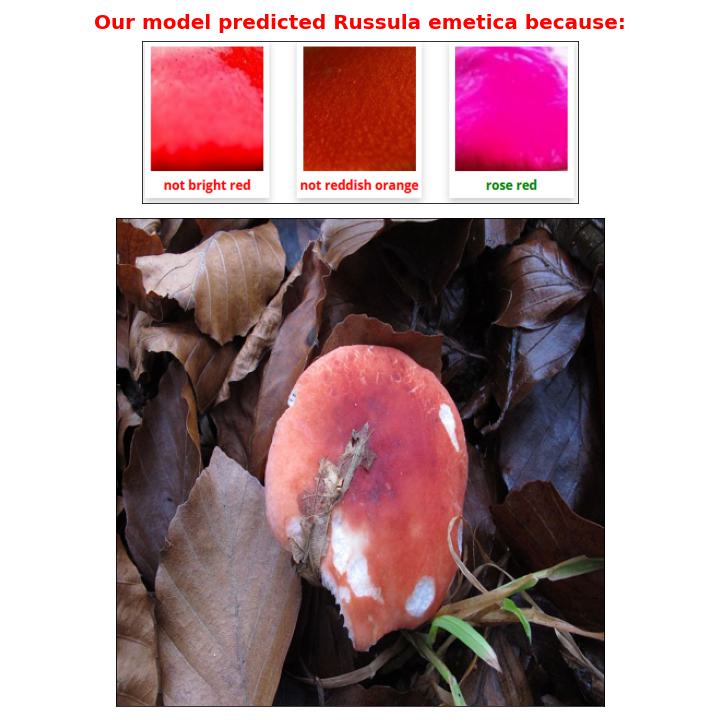 Our model predicted Russula emetica because:
not bright red
not reddish orange
rose red